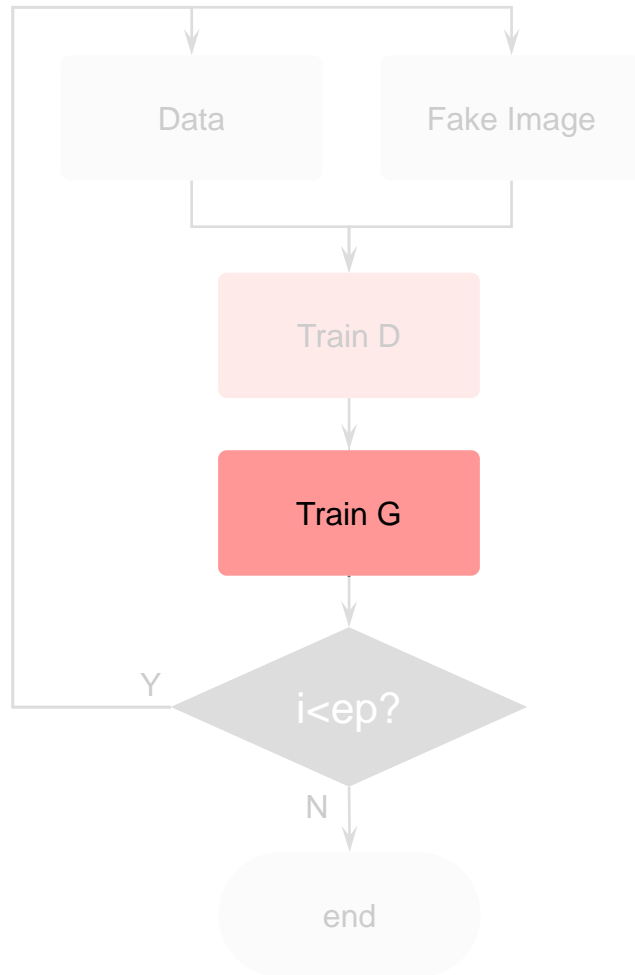 Data
Fake Image
Train D
Train G
Y
i<ep?
N
end